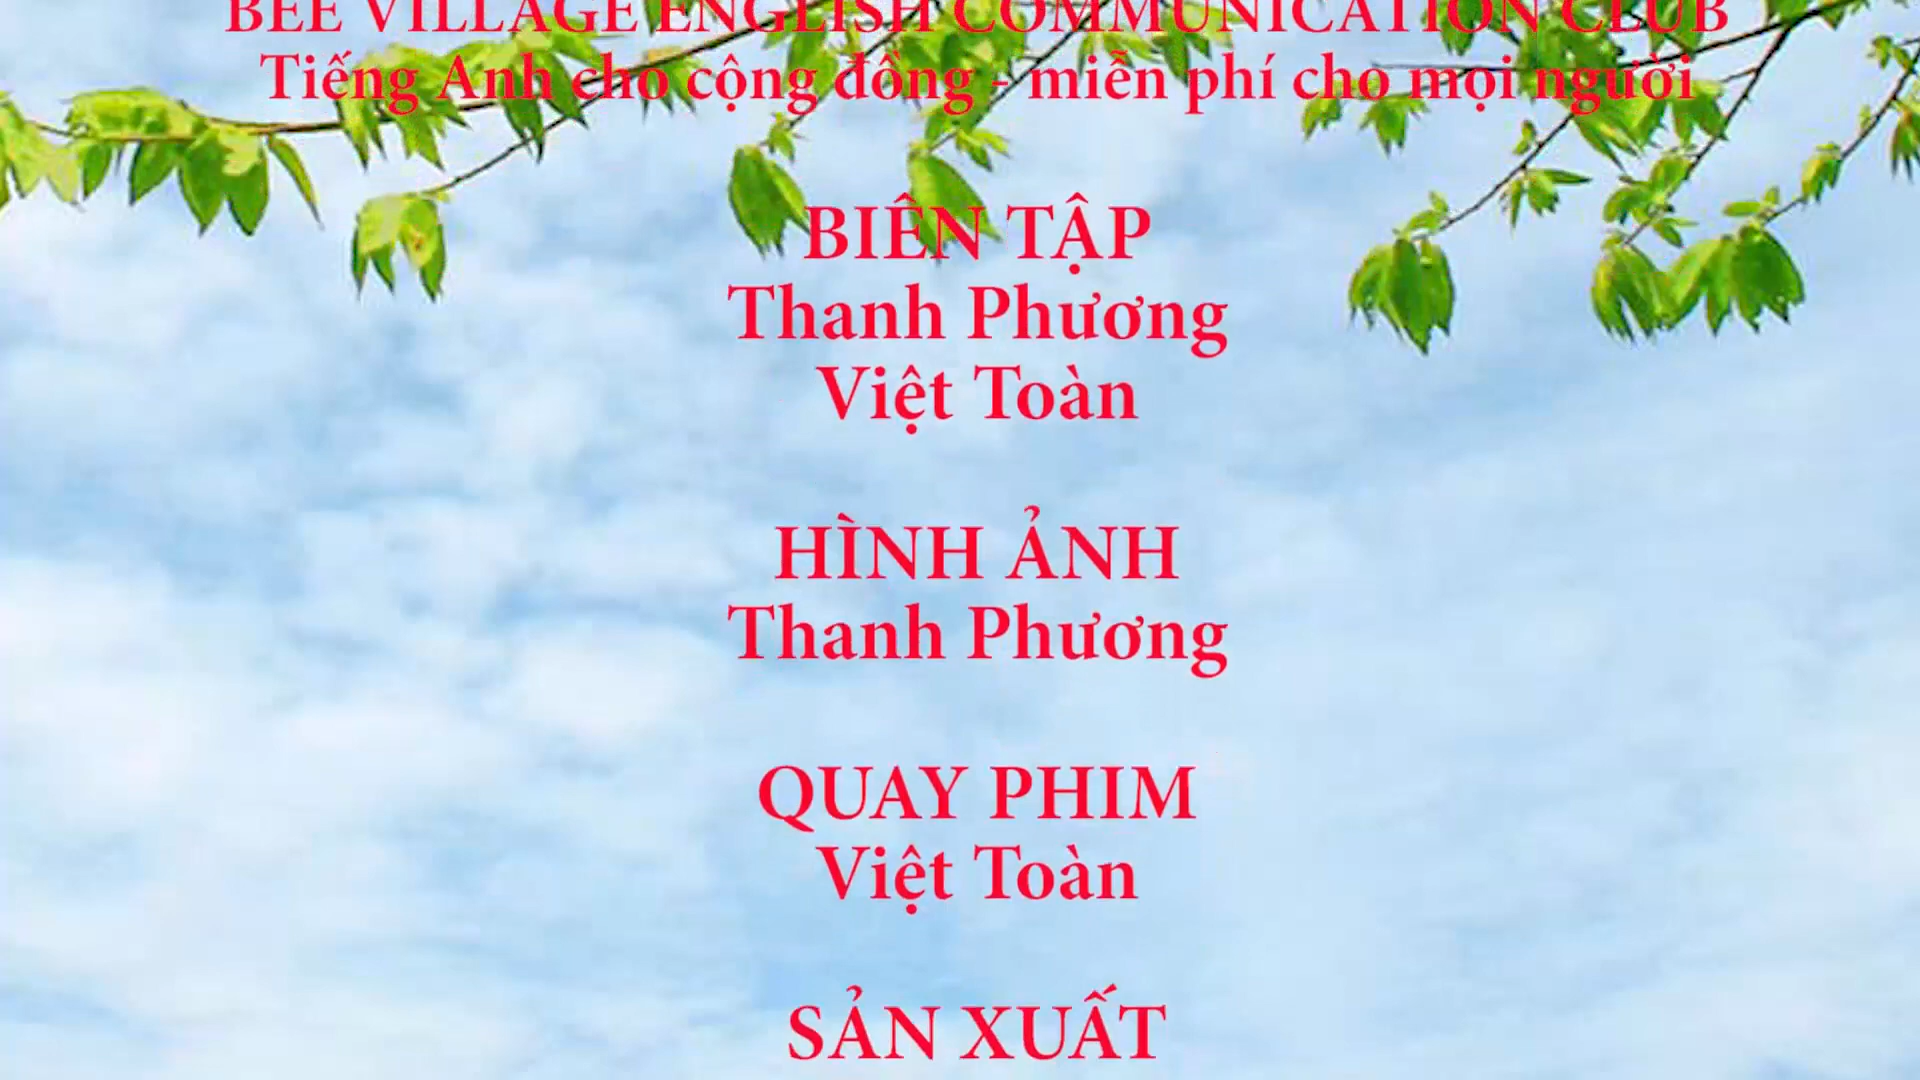 BEE VILLAGE ENGLISH COMMUNICATION CLUB
Tiếng Anh cho cộng đồng - miễn phí cho mọi người
BIÊN TẬP
Thanh Phương
Việt Toàn
HÌNH ẢNH
Thanh Phương
QUAY PHIM
Việt Toàn
SẢN XUẤT